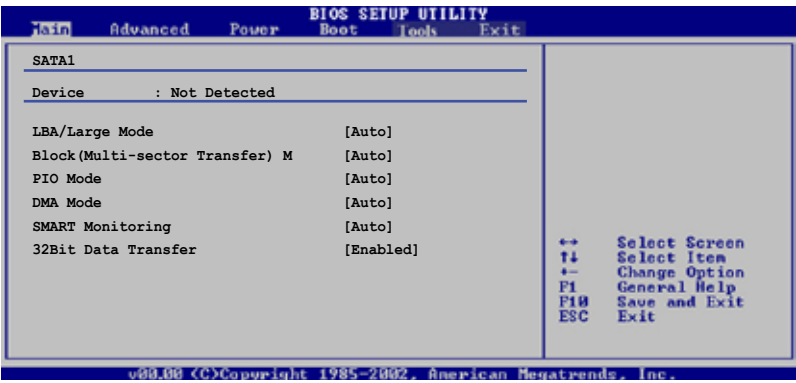 BIOS SETUP UTILITY
Main Advanced Power Boot Tools Exit
SATA1
Device : Not Detected
LBA/Large Mode [Auto]
Block(Multi-sector Transfer) M [Auto]
PIO Mode [Auto]
DMA Mode [Auto]
SMART Monitoring [Auto]
32Bit Data Transfer [Enabled]
↔ Select Screen
↑↓ Select Item
+- Change Option
F1 General Help
F10 Save and Exit
ESC Exit
v00.00 (C)Copyright 1985-2002, American Megatrends, Inc.